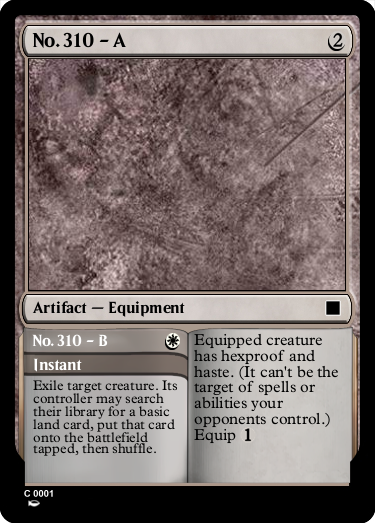 No. 310 – A 2
Artifact — Equipment
No. 310 – B
Instant
Exile target creature. Its
controller may search
their library for a basic
land card, put that card
onto the battlefield
tapped, then shuffle.
Equipped creature
has hexproof and
haste. (It can't be the
target of spells or
abilities your
opponents control.)
Equip 1
C 0001